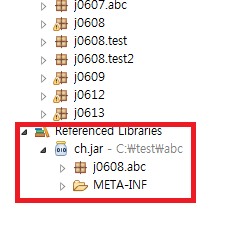 j0607.abc
j0608
j0608.test
j0608.test2
j0609
j0612
j0613
Referenced Libraries
ch.jar - C:₩test₩abc
j0608.abc
META-INF